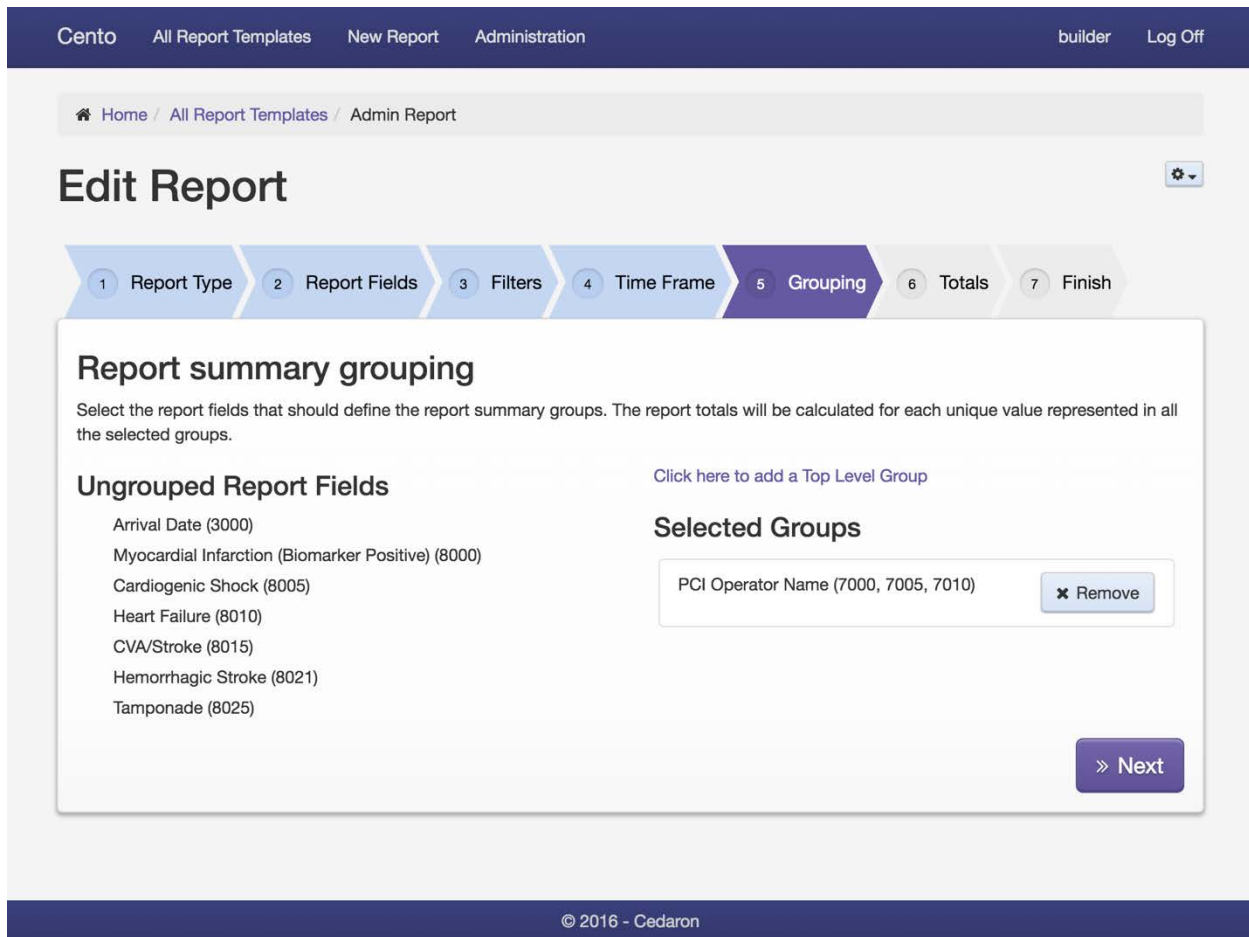 Cento All Report Templates New Report Administration builder Log Off
Home / All Report Templates / Admin Report
Edit Report
1 Report Type 2 Report Fields 3 Filters 4 Time Frame 5 Grouping 6 Totals 7 Finish
Report summary grouping
Select the report fields that should define the report summary groups. The report totals will be calculated for each unique value represented in all
the selected groups.
Ungrouped Report Fields
Arrival Date (3000)
Myocardial Infarction (Biomarker Positive) (8000)
Cardiogenic Shock (8005)
Heart Failure (8010)
CVA/Stroke (8015)
Hemorrhagic Stroke (8021)
Tamponade (8025)
Click here to add a Top Level Group
Selected Groups
PCI Operator Name (7000, 7005, 7010)
Remove
» Next
© 2016 - Cedaron